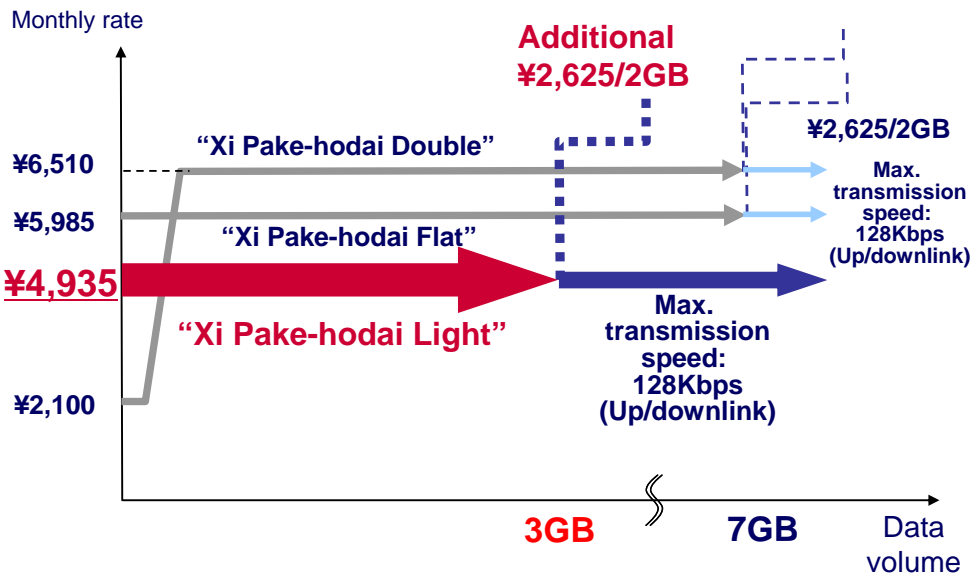 Monthly rate
Additional
¥2,625/2GB
¥2,625/2GB
“Xi Pake-hodai Double”
¥6,510
Max.
transmission
speed:
128Kbps
(Up/downlink)
¥5,985
“Xi Pake-hodai Flat”
¥4,935
“Xi Pake-hodai Light”
Max.
transmission
speed:
128Kbps
(Up/downlink)
¥2,100
3GB
7GB
Data
volume